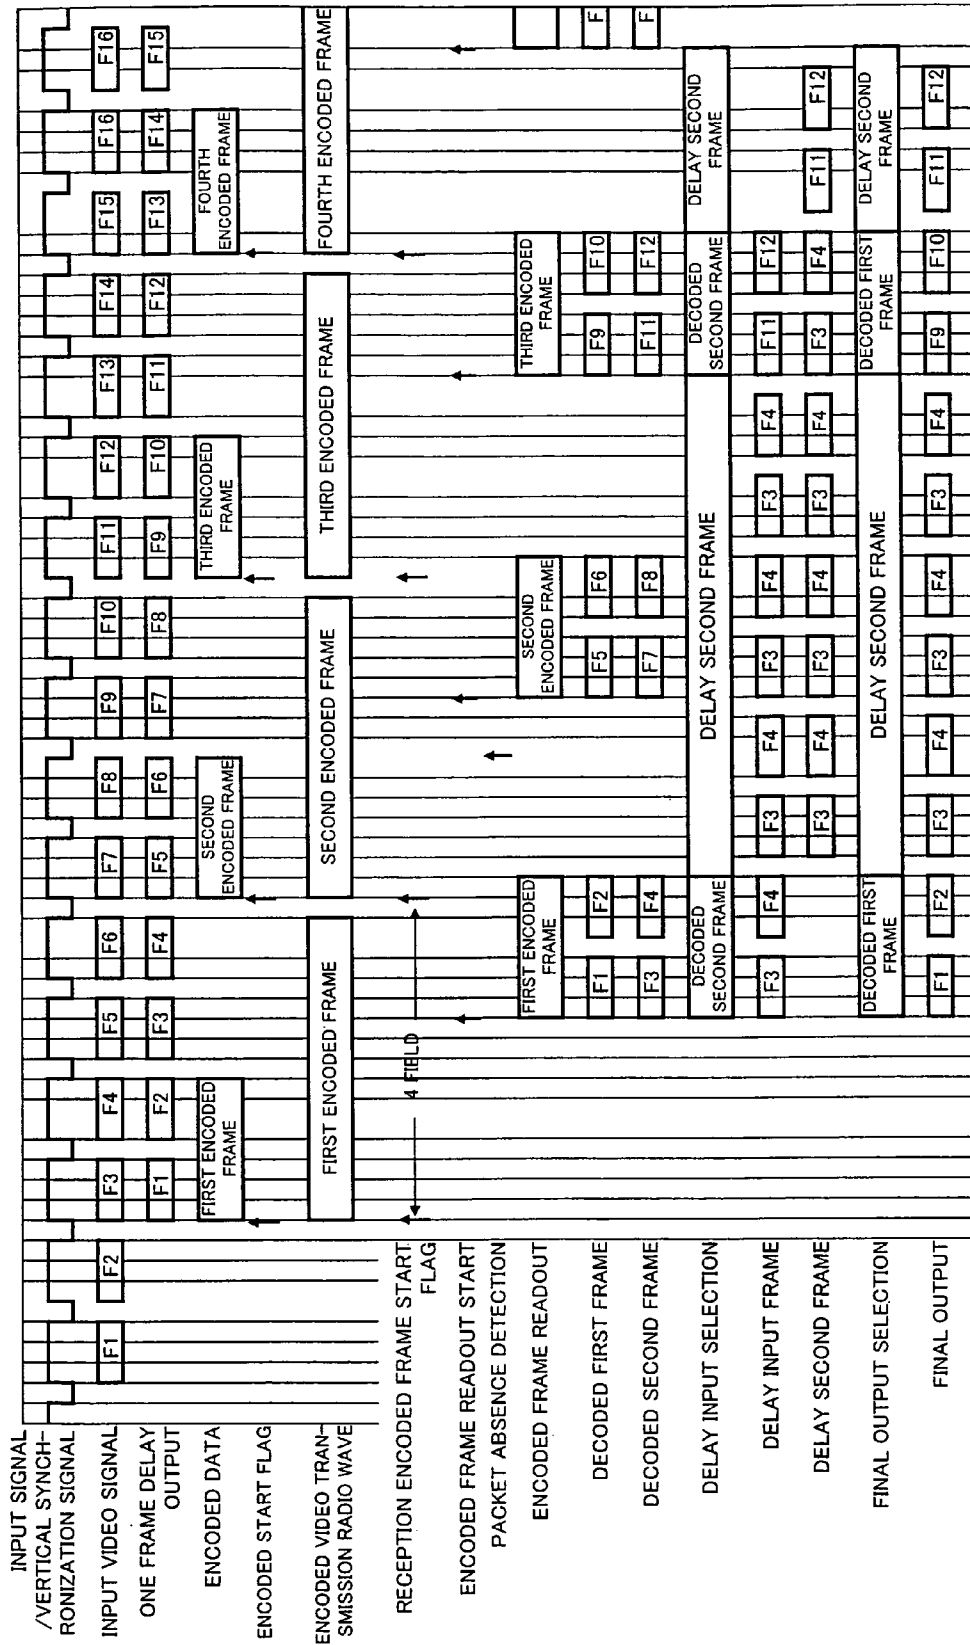 INPUT SIGNAL
/VERTICAL SYNCH-
RONIZATION SIGNAL
INPUT VIDEO SIGNAL
F1
F2
F3
F4
F5
F6
F7
F8
F9
F10
F11
F12
F13
F14
F15
F16
F16
ONE FRAME DELAY
OUTPUT
F1
F2
F3
F4
F5
F6
F7
F8
F9
F10
F11
F12
F13
F14
F15
ENCODED DATA
FIRST ENCODED
FRAME
SECOND
ENCODED FRAME
THIRD ENCODED
FRAME
FOURTH
ENCODED FRAME
ENCODED START FLAG
ENCODED VIDEO TRAN-
SMISSION RADIO WAVE
FIRST ENCODED FRAME
SECOND ENCODED FRAME
THIRD ENCODED FRAME
FOURTH ENCODED FRAME
RECEPTION ENCODED FRAME START
FLAG
4 FIELD
ENCODED FRAME READOUT START
PACKET ABSENCE DETECTION
ENCODED FRAME READOUT
FIRST ENCODED
FRAME
SECOND
ENCODED FRAME
THIRD ENCODED
FRAME
DECODED FIRST FRAME
F1
F2
F5
F6
F9
F10
F
DECODED SECOND FRAME
F3
F4
F7
F8
F11
F12
F
DELAY INPUT SELECTION
DECODED
SECOND FRAME
DELAY SECOND FRAME
DECODED
SECOND FRAME
DELAY SECOND
FRAME
DELAY INPUT FRAME
F3
F4
F3
F4
F3
F4
F3
F4
F11
F12
DELAY SECOND FRAME
F3
F4
F3
F4
F3
F4
F3
F4
F11
F12
FINAL OUTPUT SELECTION
DECODED FIRST
FRAME
DELAY SECOND FRAME
DECODED FIRST
FRAME
DELAY SECOND
FRAME
FINAL OUTPUT
F1
F2
F3
F4
F3
F4
F3
F4
F9
F10
F11
F12